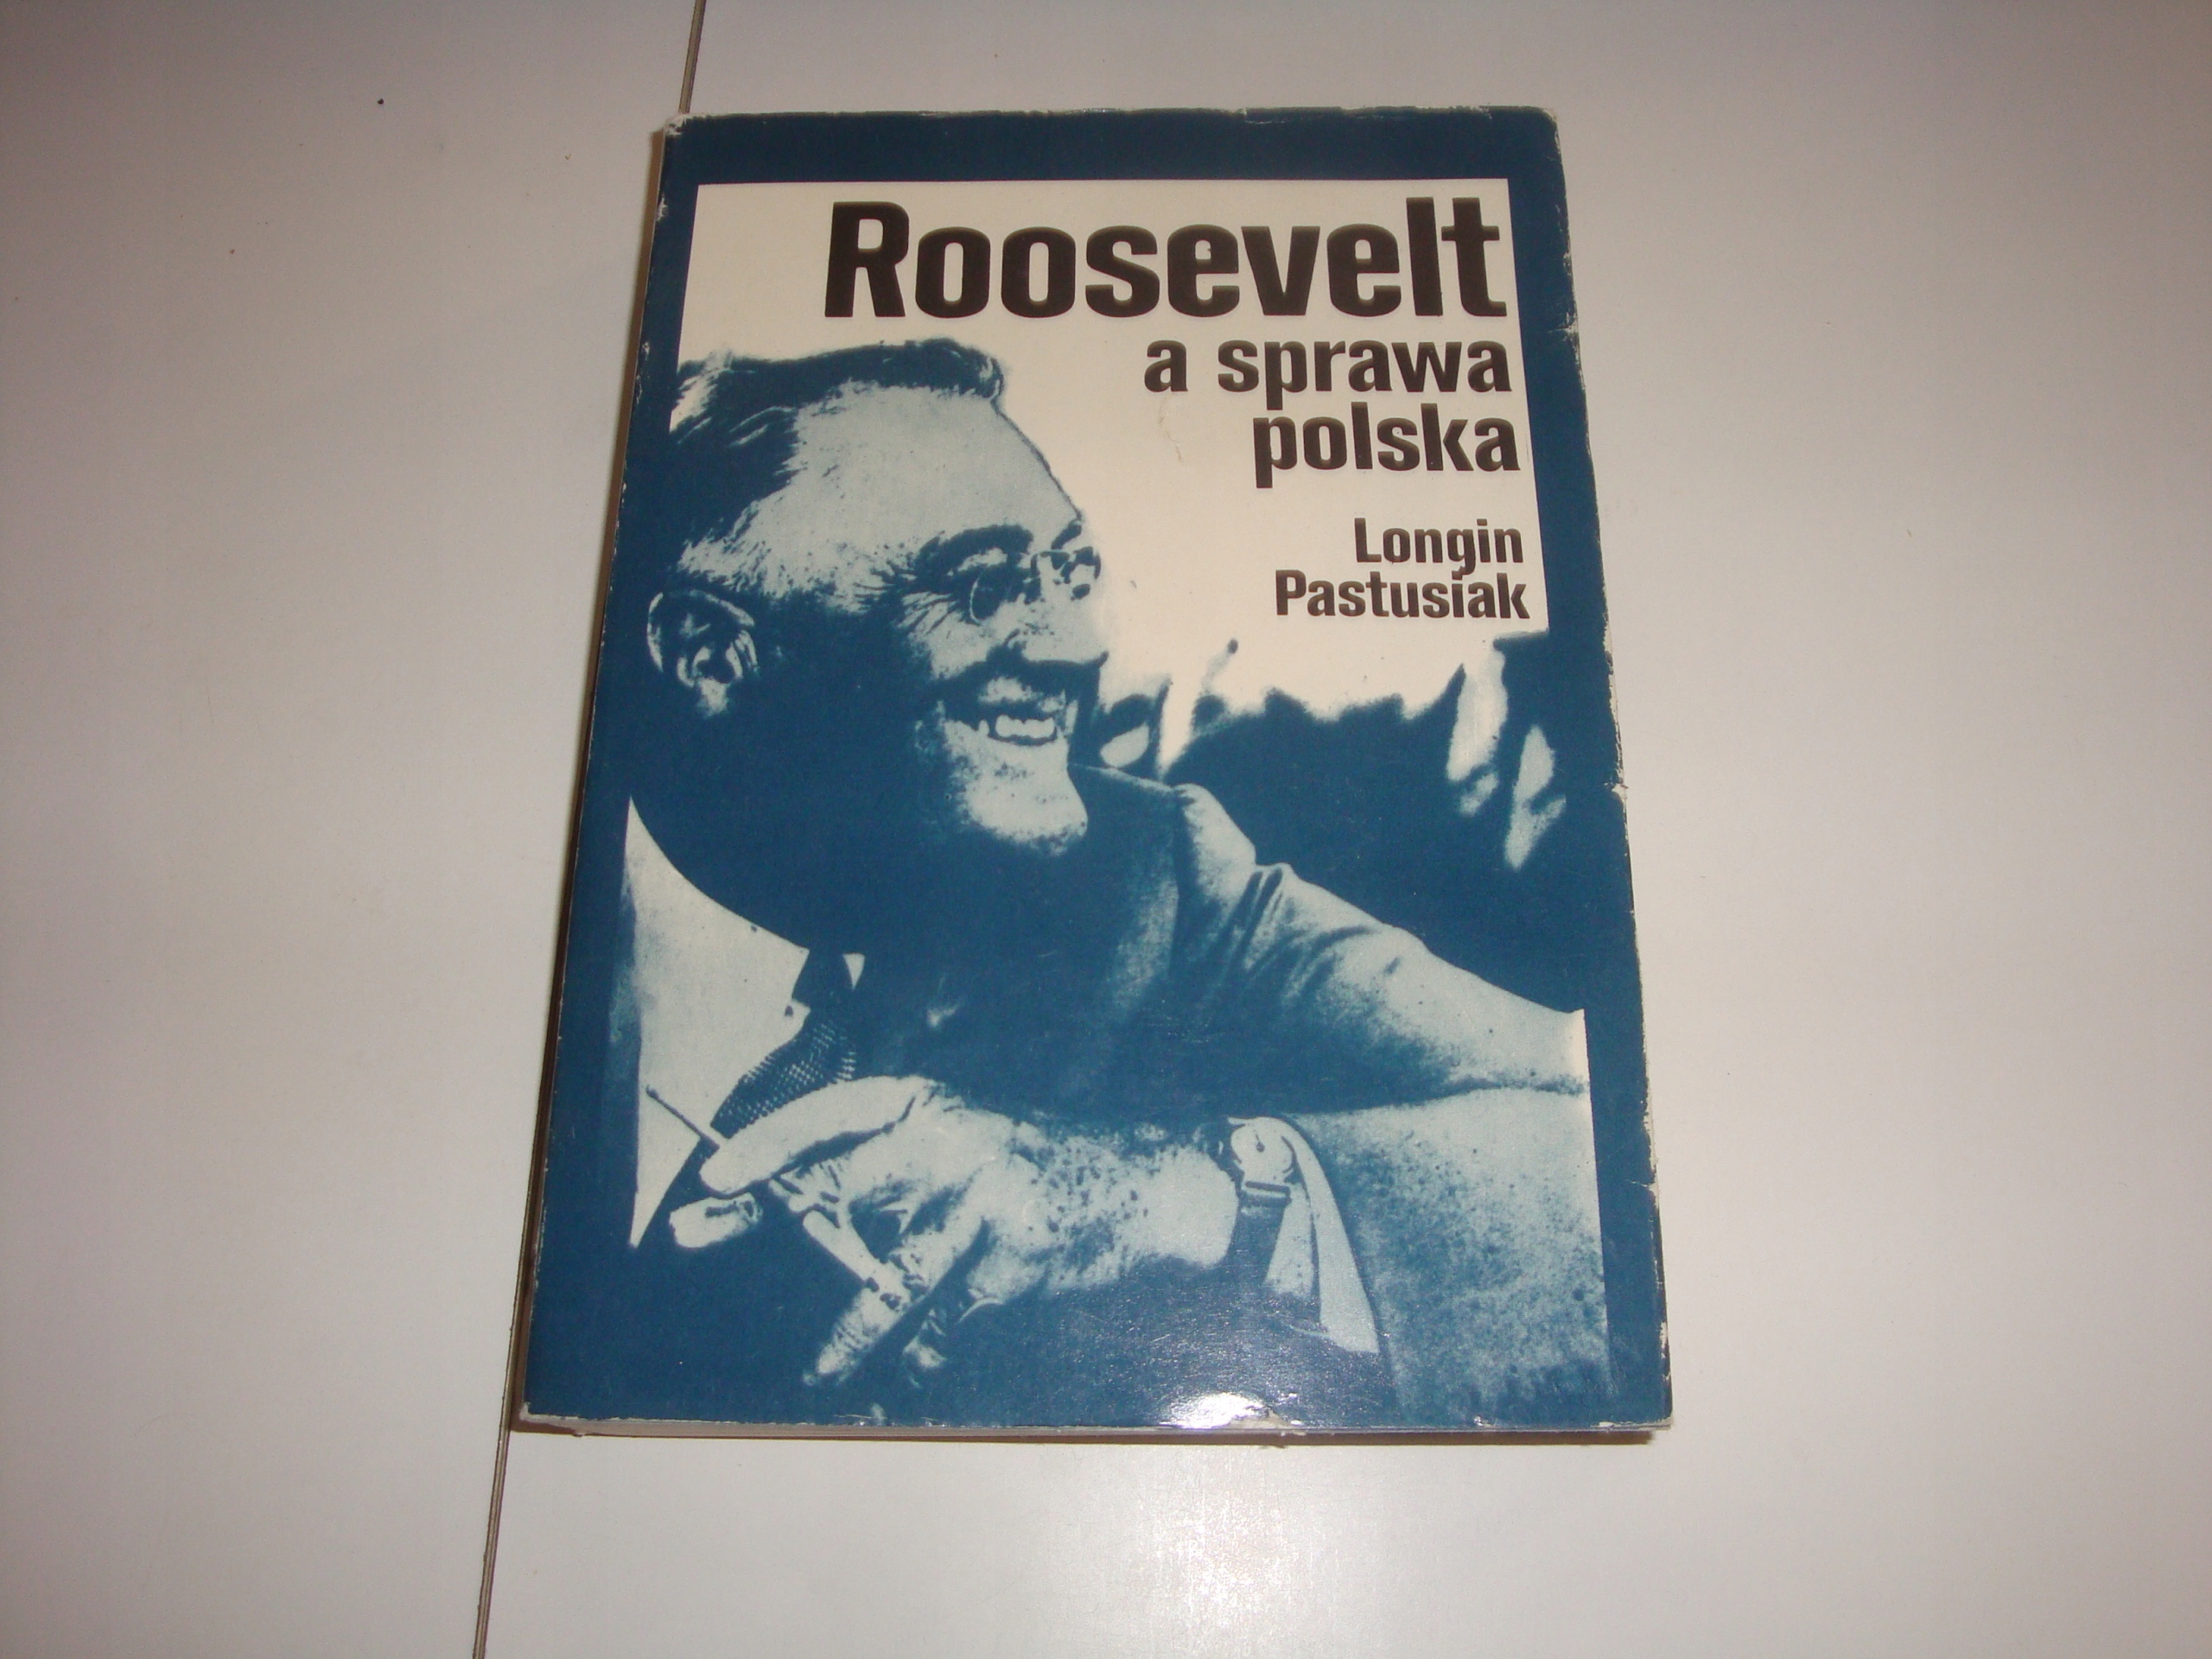 Roosevelt
a sprawa
polska
Longin
Pastusiak